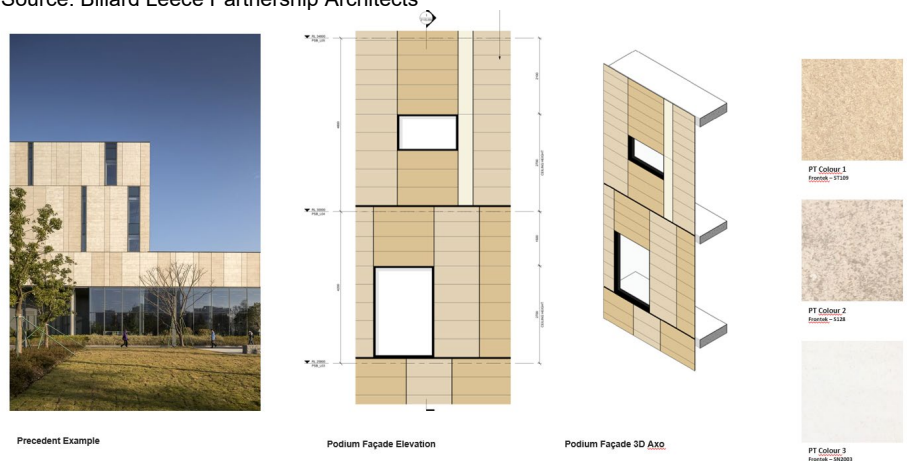 Source: Billard Leece Partnership Architects
PT Colour 1
Frontek – ST109
PT Colour 2
Frontek – S128
PT Colour 3
Frontek – SN2003
Precedent Example
Podium Façade Elevation
Podium Façade 3D Axo